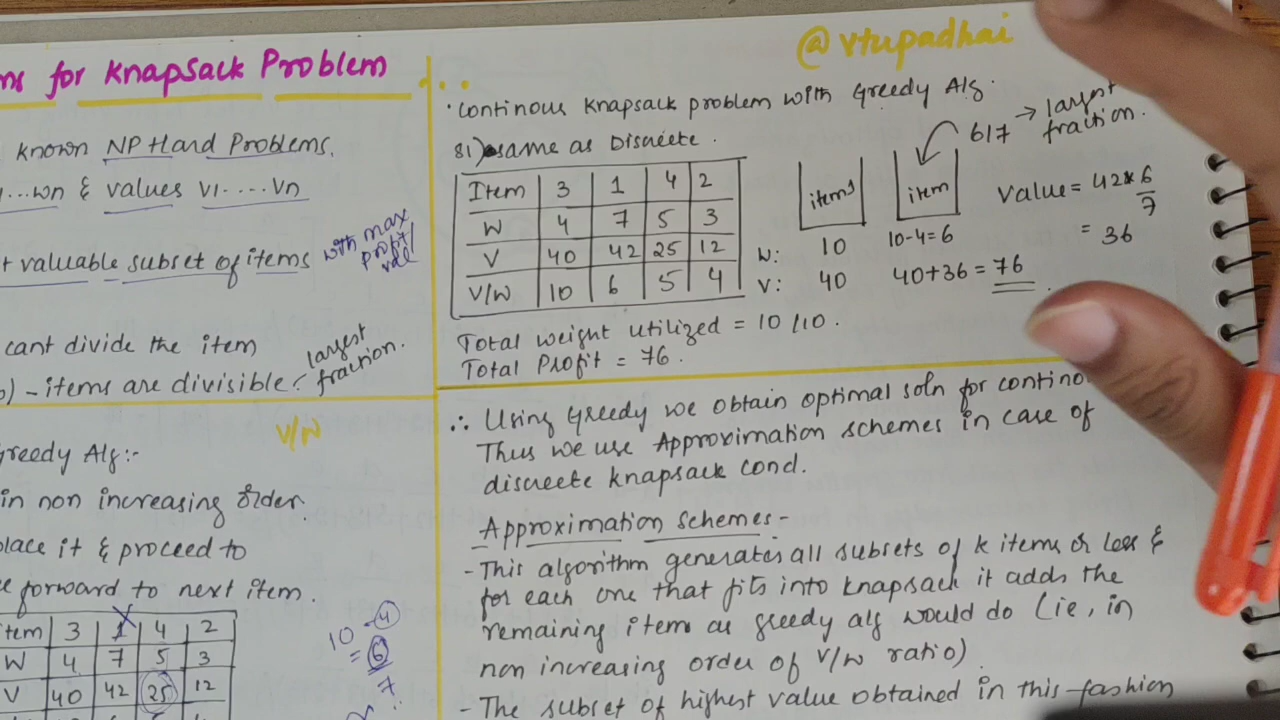 ns for Knapsack Problem
known NP Hard Problems.
...wn & values v1.....vn
t valuable subset of items with max profit/val
cant divide the item
b) - items are divisible - largest fraction.
V/W
Greedy Alg:-
in non increasing order.
place it & proceed to
e forward to next item.
item 3 1 4 2
W 4 7 5 3
V 40 42 25 12
10 - 4
= 6
7
@vtupadhai
· continous knapsack problem with Greedy Alg.
S1) same as Discrete.
Item 3 1 4 2
W 4 7 5 3
V 40 42 25 12
V/W 10 6 5 4
item1 item
6/7 → largest fraction.
W: 10 10-4=6
V: 40 40+36=76
Value = 42*6/7
= 36
Total weight utilized = 10/10.
Total Profit = 76.
∴ Using Greedy we obtain optimal soln for contino
Thus we use Approximation schemes in case of
discreete knapsack cond.
Approximation schemes-
- This algorithm generates all subsets of k items or less &
for each one that fits into knapsack it adds the
remaining items as greedy alg would do (ie, in
non increasing order of V/W ratio)
- The subset of highest value obtained in this fashion